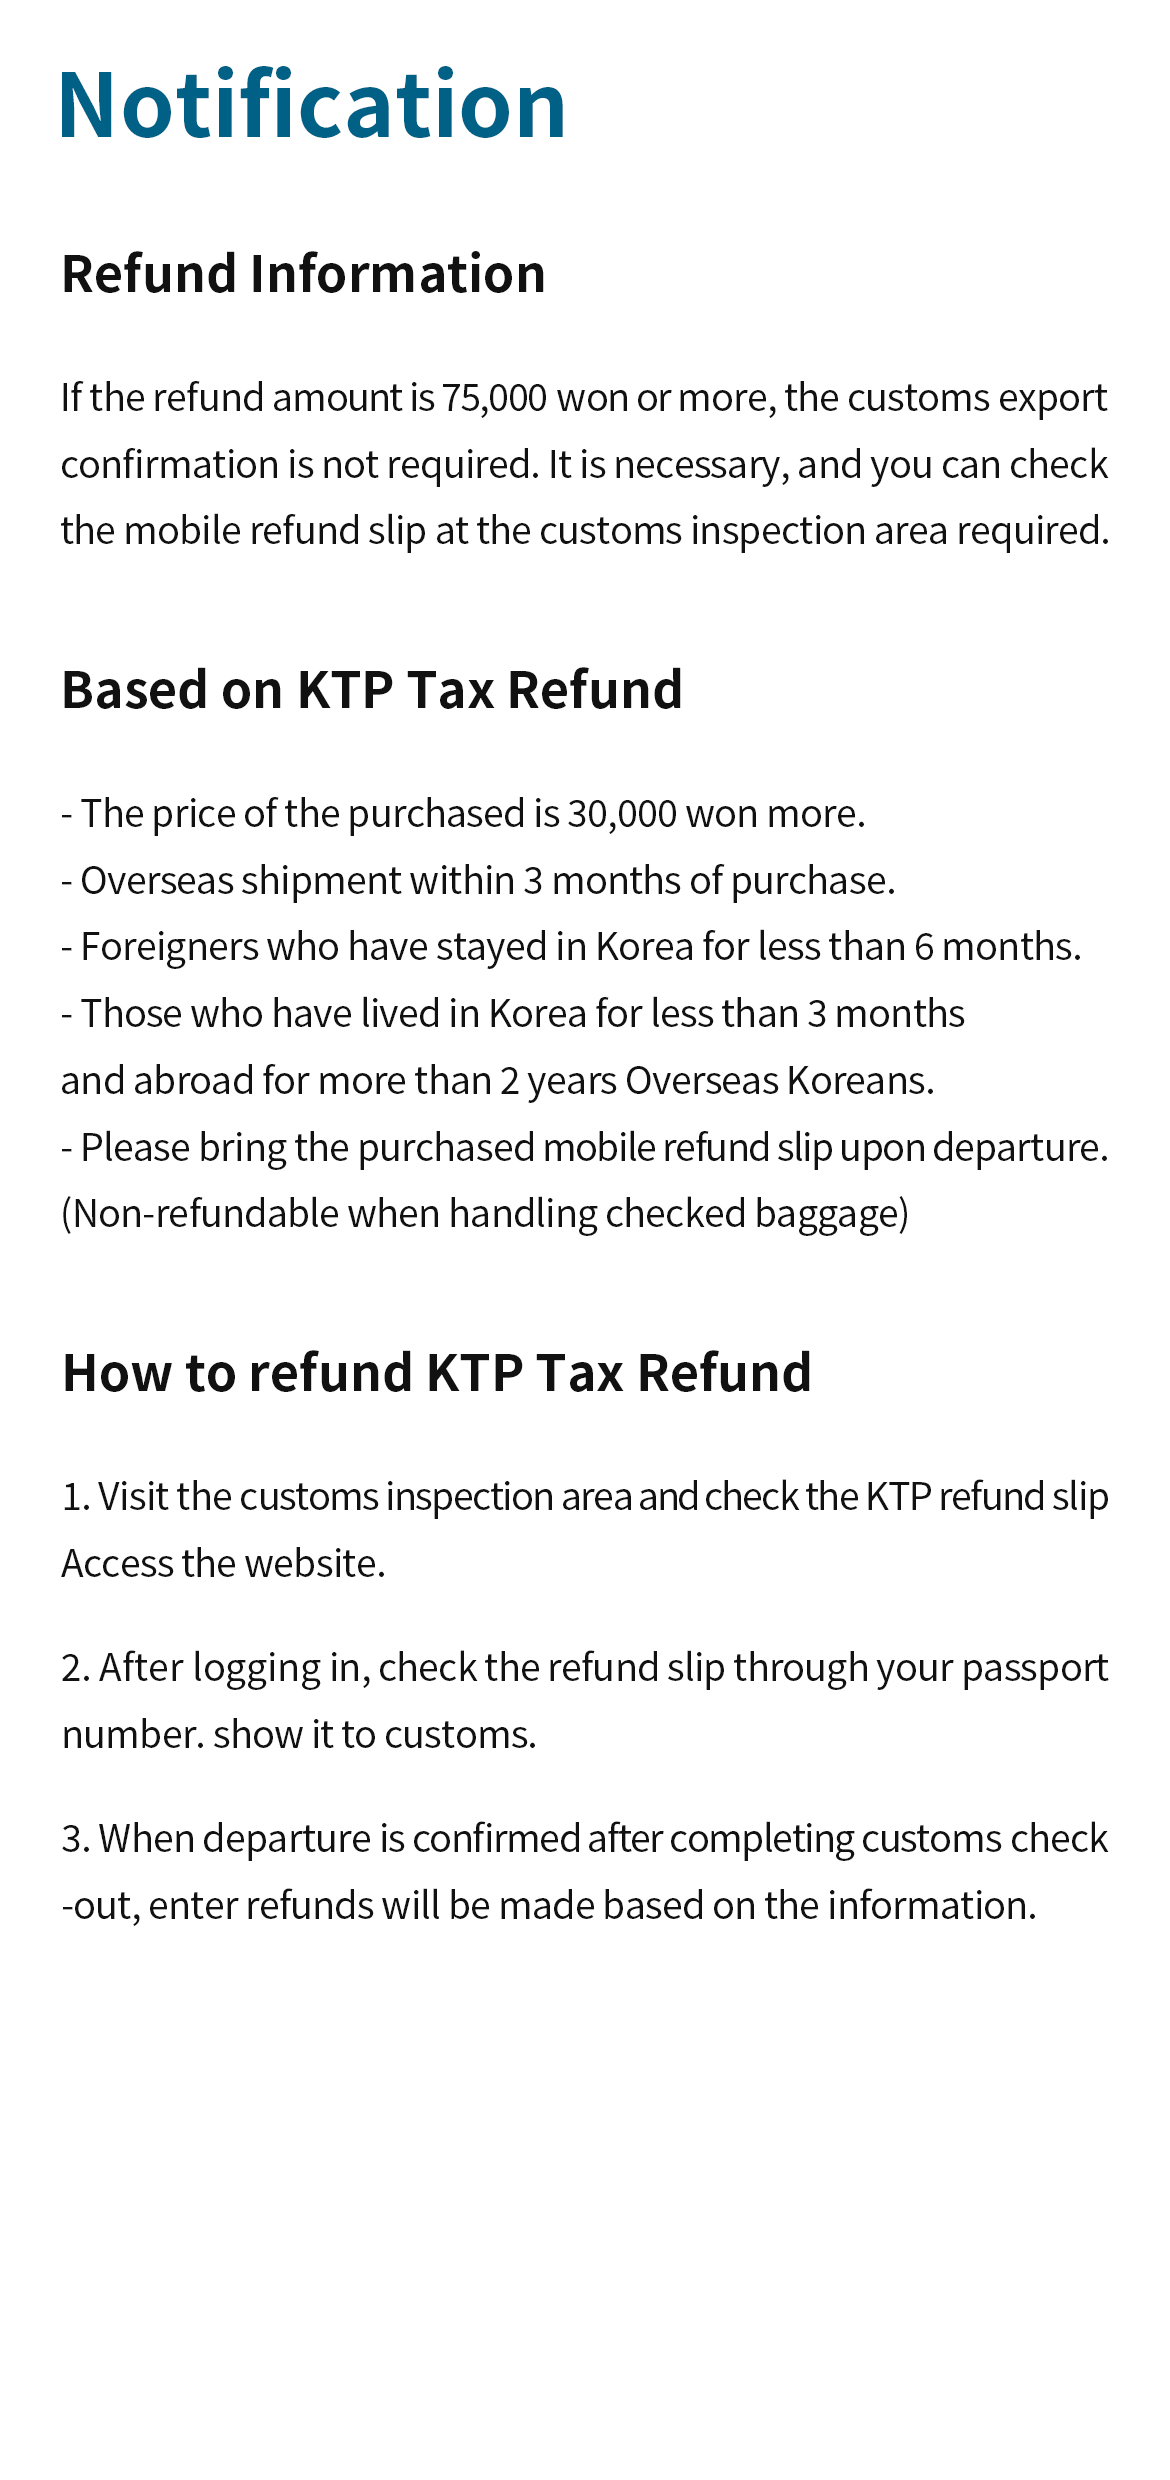 Notification
Refund Information
If the refund amount is 75,000 won or more, the customs export
confirmation is not required. It is necessary, and you can check
the mobile refund slip at the customs inspection area required.
Based on KTP Tax Refund
- The price of the purchased is 30,000 won more.
- Overseas shipment within 3 months of purchase.
- Foreigners who have stayed in Korea for less than 6 months.
- Those who have lived in Korea for less than 3 months
and abroad for more than 2 years Overseas Koreans.
- Please bring the purchased mobile refund slip upon departure.
(Non-refundable when handling checked baggage)
How to refund KTP Tax Refund
1. Visit the customs inspection area and check the KTP refund slip
Access the website.
2. After logging in, check the refund slip through your passport
number. show it to customs.
3. When departure is confirmed after completing customs check
-out, enter refunds will be made based on the information.